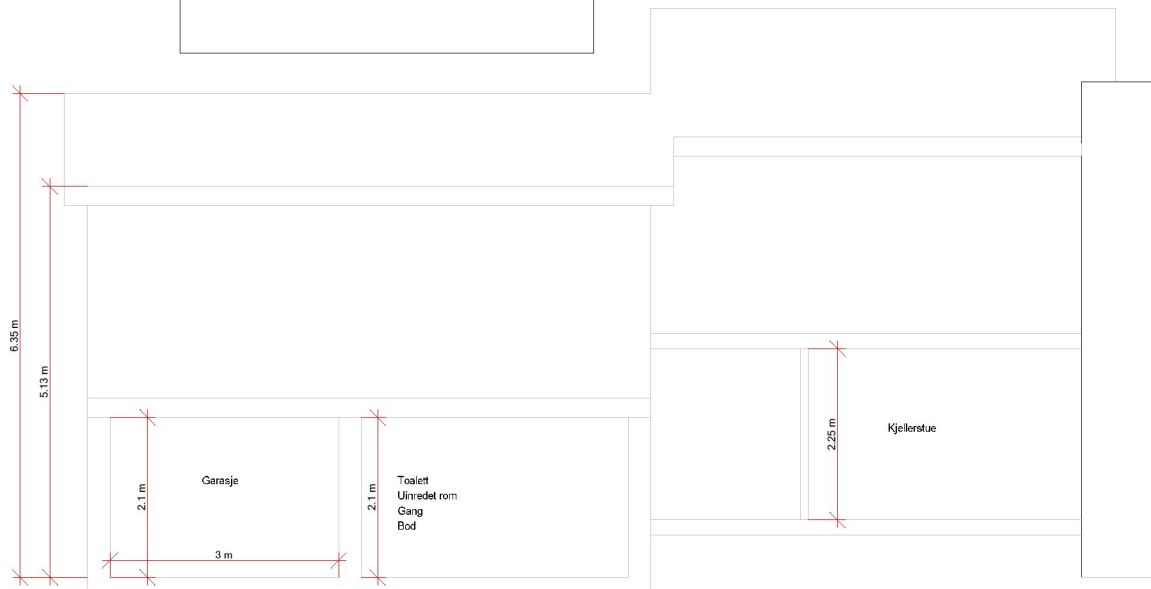 6.35 m
5.13 m
2.1 m
Garasje
3 m
2.1 m
Toalett
Uinredet rom
Gang
Bod
2.25 m
Kjellerstue